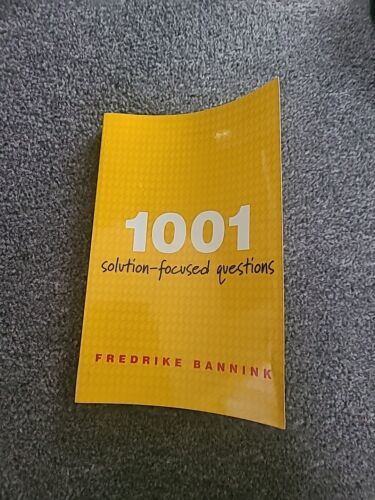 1001
solution-focused questions
FREDRIKE BANNINK